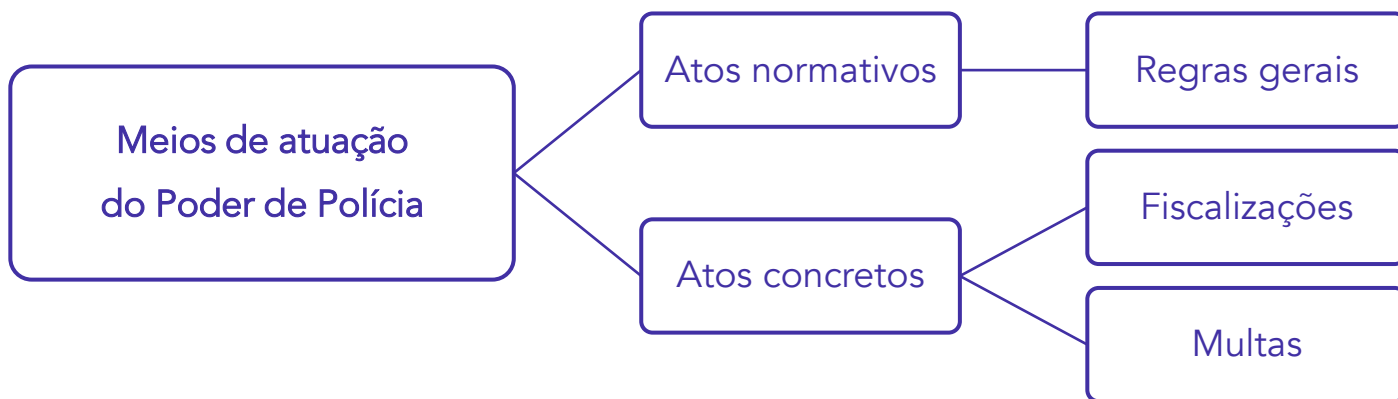 Meios de atuação
do Poder de Polícia
Atos normativos
Regras gerais
Atos concretos
Fiscalizações
Multas